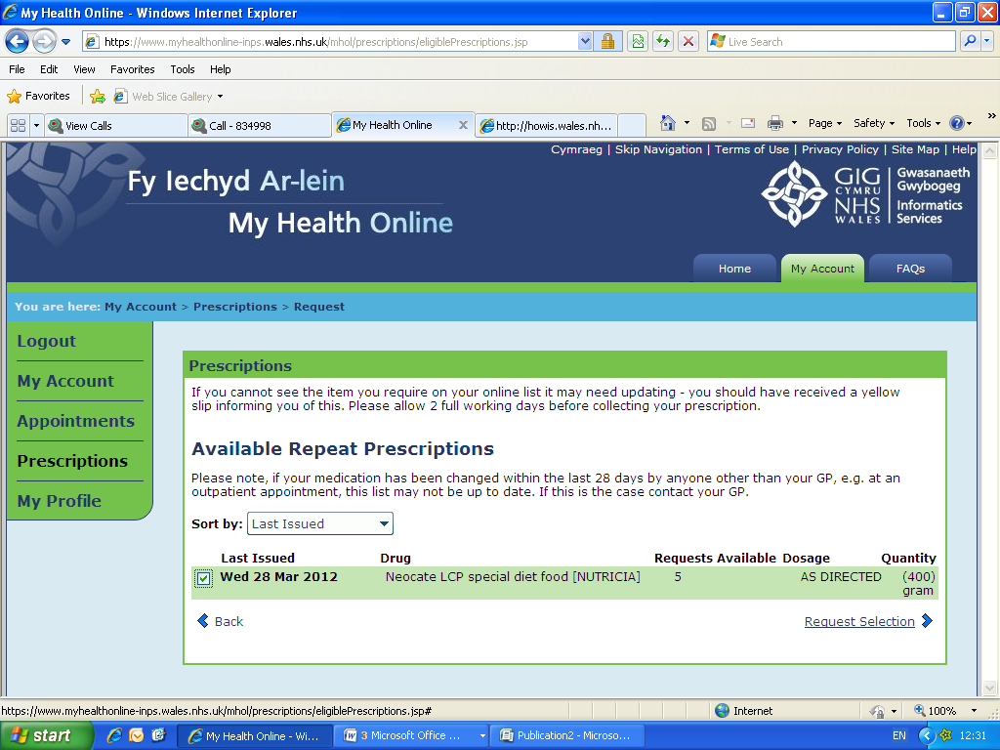 My Health Online - Windows Internet Explorer
https://www.myhealthonline-inps.wales.nhs.uk/mhol/prescriptions/eligiblePrescriptions.jsp
Live Search
File Edit View Favorites Tools Help
Favorites Web Slice Gallery
View Calls Call - 834998 My Health Online http://howis.wales.nh... Page Safety Tools »
Cymraeg | Skip Navigation | Terms of Use | Privacy Policy | Site Map | Help
Fy Iechyd Ar-lein
My Health Online
GIG
CYMRU
NHS
WALES
Gwasanaeth
Gwybogeg
Informatics
Services
Home My Account FAQs
You are here: My Account > Prescriptions > Request
Logout
My Account
Appointments
Prescriptions
My Profile
Prescriptions
If you cannot see the item you require on your online list it may need updating - you should have received a yellow
slip informing you of this. Please allow 2 full working days before collecting your prescription.
Available Repeat Prescriptions
Please note, if your medication has been changed within the last 28 days by anyone other than your GP, e.g. at an
outpatient appointment, this list may not be up to date. If this is the case contact your GP.
Sort by: Last Issued
Last Issued Drug Requests Available Dosage Quantity
Wed 28 Mar 2012 Neocate LCP special diet food [NUTRICIA] 5 AS DIRECTED (400)
gram
Back Request Selection
https://www.myhealthonline-inps.wales.nhs.uk/mhol/prescriptions/eligiblePrescriptions.jsp# Internet 100%
start My Health Online - Wi... 3 Microsoft Office ... Publication2 - Microso... EN 12:31